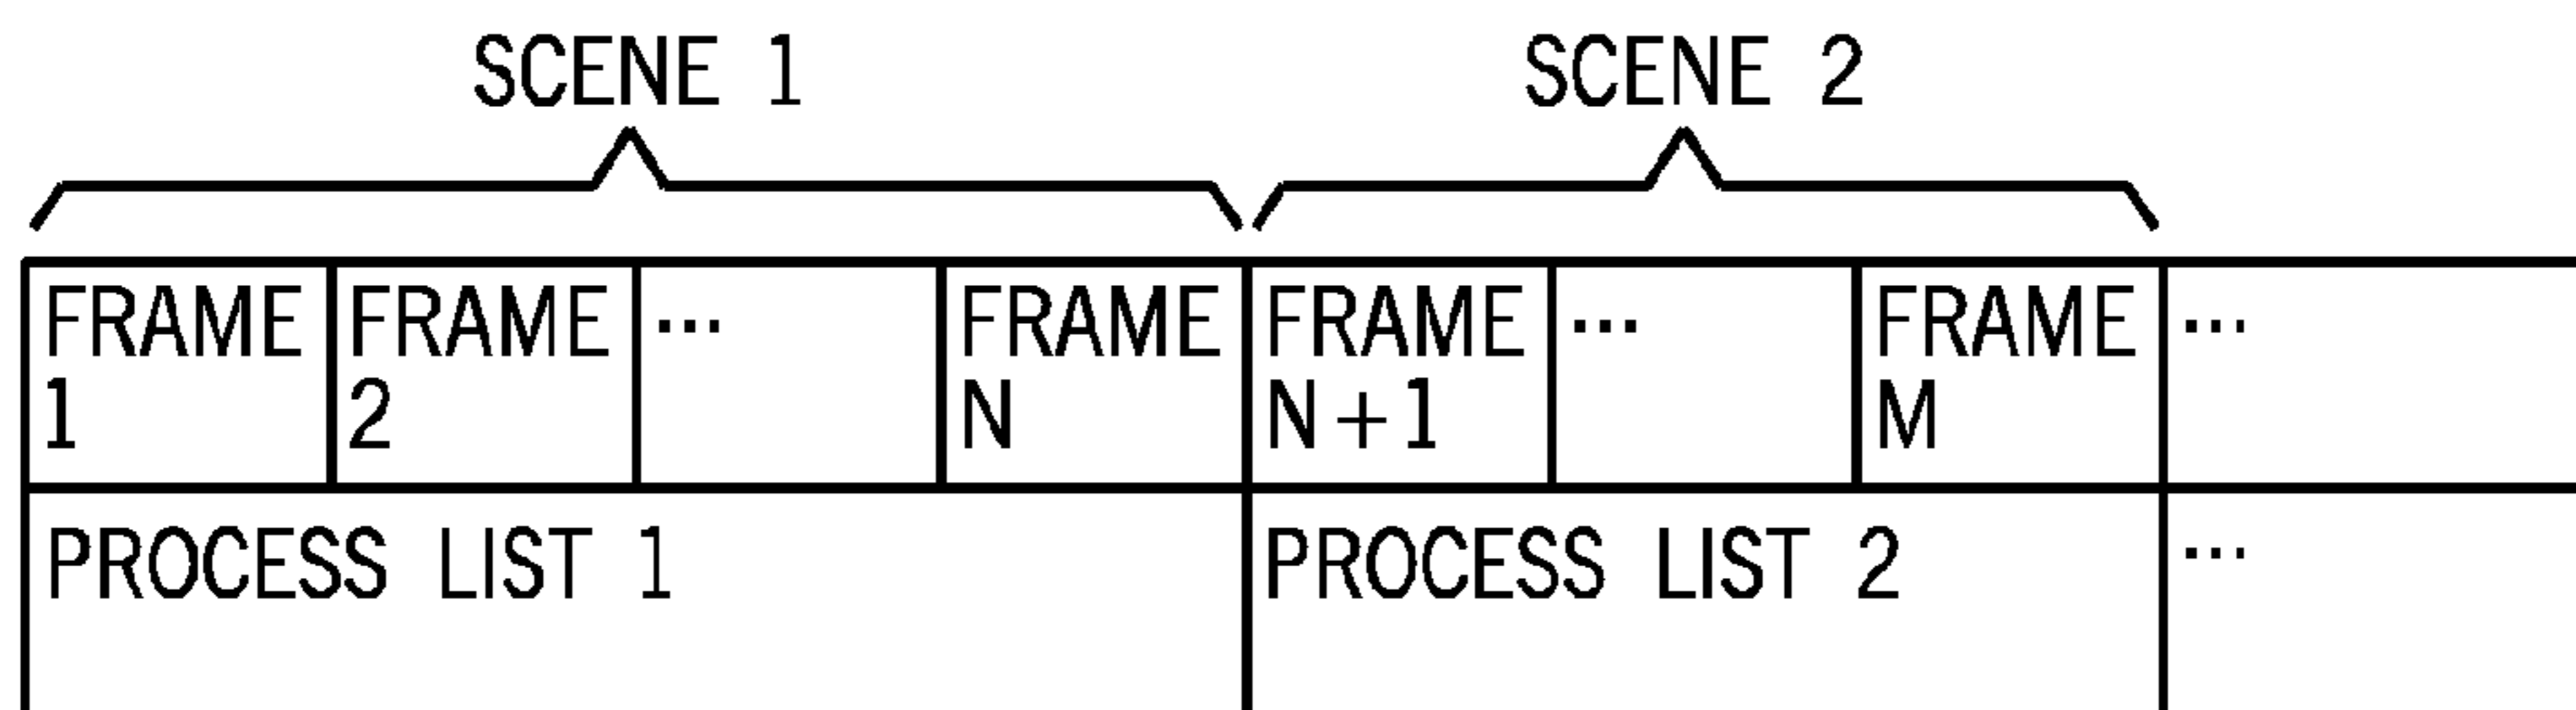 SCENE 1 SCENE 2
FRAME 1 FRAME 2 ... FRAME N FRAME N+1 ... FRAME M ...
PROCESS LIST 1 PROCESS LIST 2 ...